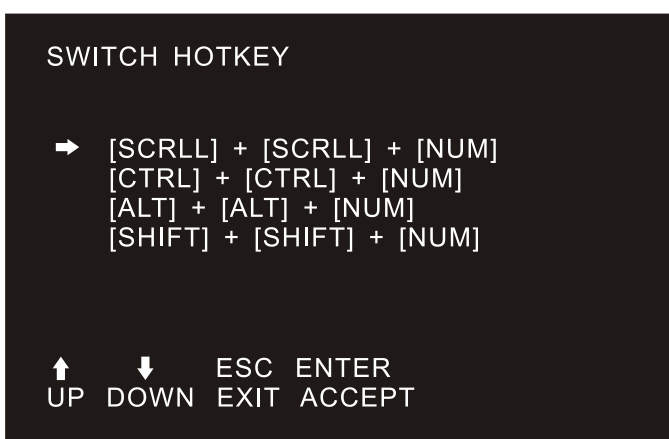 SWITCH HOTKEY
➡ [SCRLL] + [SCRLL] + [NUM]
[CTRL] + [CTRL] + [NUM]
[ALT] + [ALT] + [NUM]
[SHIFT] + [SHIFT] + [NUM]
⬆ ⬇ ESC ENTER
UP DOWN EXIT ACCEPT